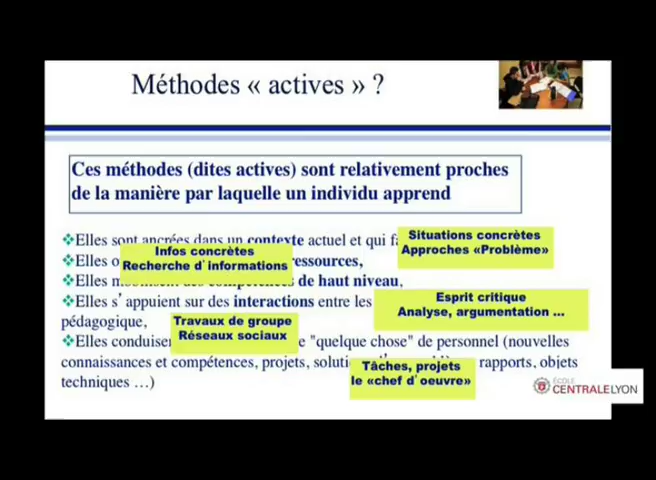 Méthodes « actives » ?
Ces méthodes (dites actives) sont relativement proches
de la manière par laquelle un individu apprend
❖Elles sont ancrées dans un contexte actuel et qui
Situations concrètes
Approches «Problème»
❖Elles
ressources,
Infos concrètes
Recherche d'informations
❖Elles
de haut niveau,
❖Elles s'appuient sur des interactions entre les
Esprit critique
Analyse, argumentation ...
pédagogique,
Travaux de groupe
Réseaux sociaux
❖Elles "quelque chose" de personnel (nouvelles
connaissances et compétences, projets, rapports, objets
Tâches, projets
le «chef d'oeuvre»
techniques …)
ÉCOLE
CENTRALELYON